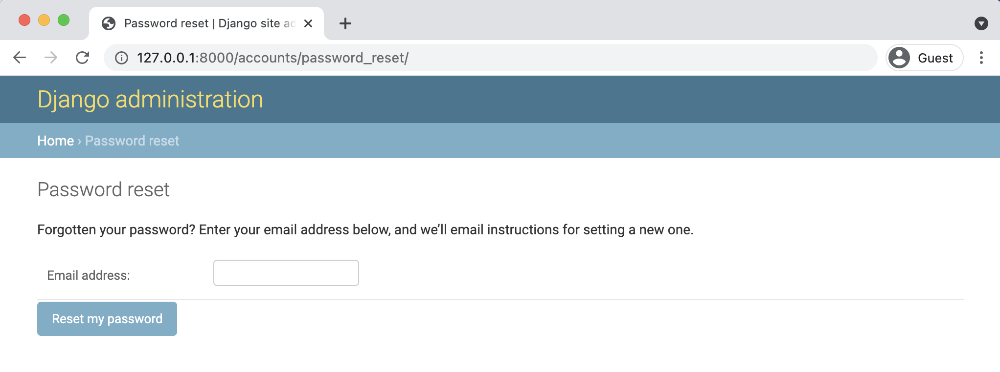 Password reset | Django site ad
127.0.0.1:8000/accounts/password_reset/
Guest
Django administration
Home › Password reset
Password reset
Forgotten your password? Enter your email address below, and we’ll email instructions for setting a new one.
Email address:
Reset my password